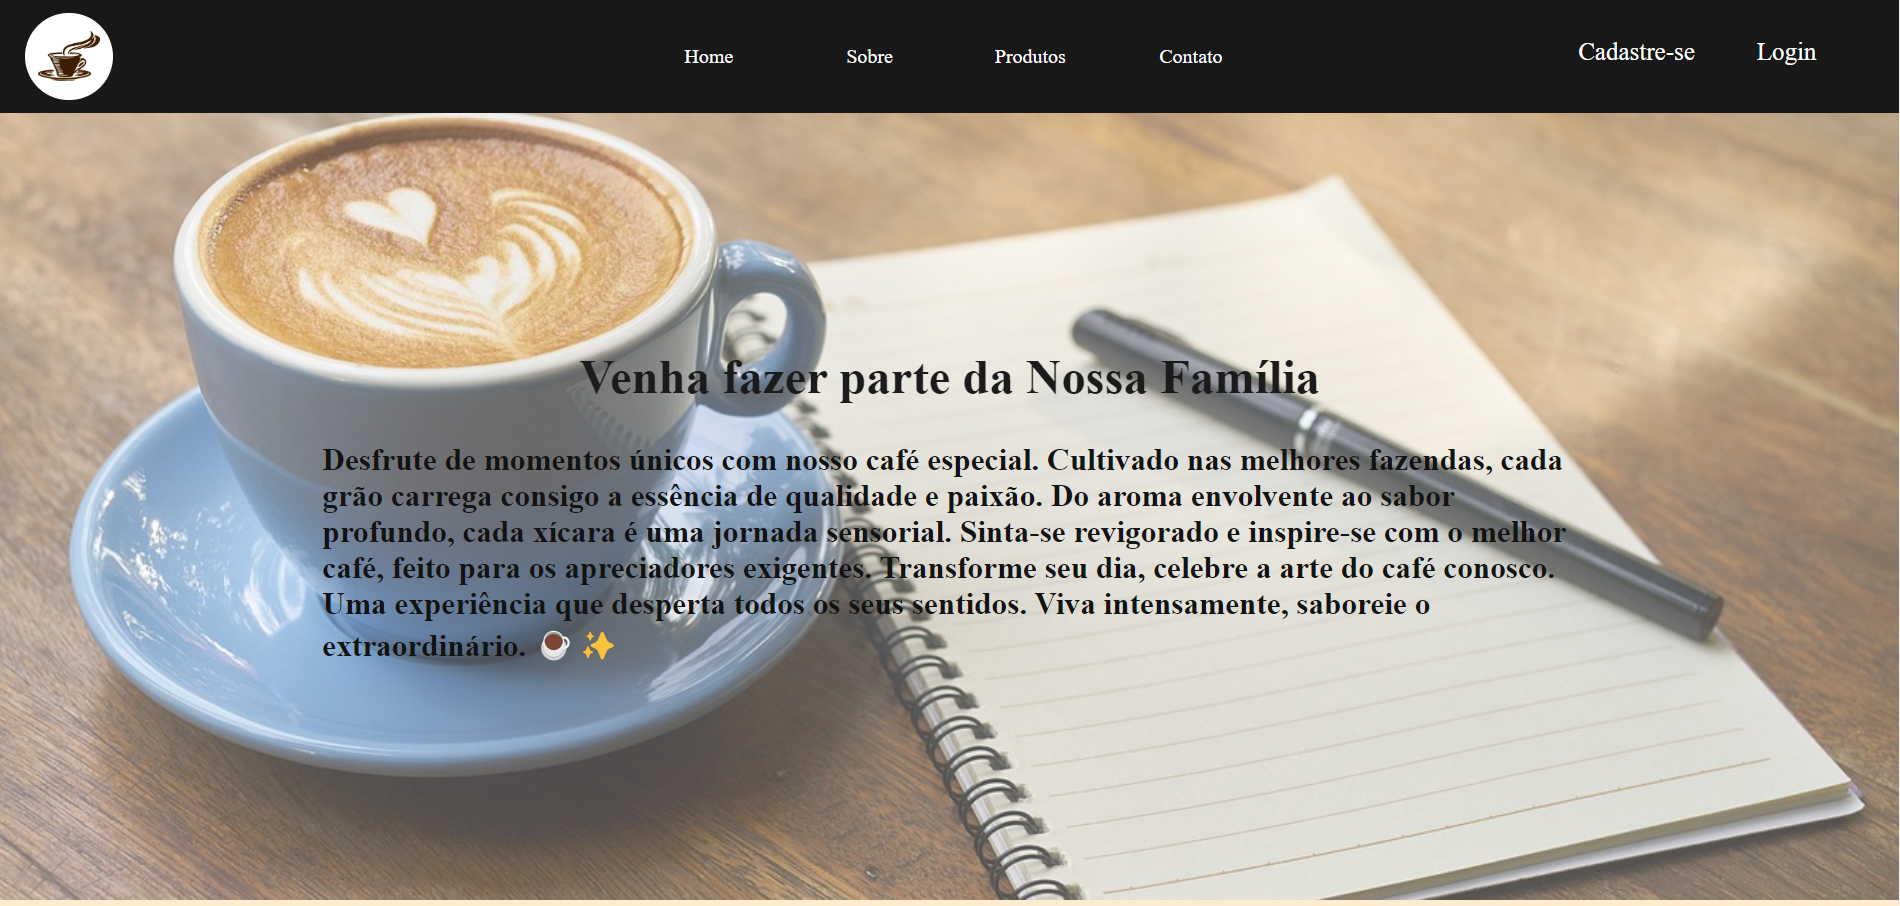 Home Sobre Produtos Contato Cadastre-se Login
Venha fazer parte da Nossa Família
Desfrute de momentos únicos com nosso café especial. Cultivado nas melhores fazendas, cada
grão carrega consigo a essência de qualidade e paixão. Do aroma envolvente ao sabor
profundo, cada xícara é uma jornada sensorial. Sinta-se revigorado e inspire-se com o melhor
café, feito para os apreciadores exigentes. Transforme seu dia, celebre a arte do café conosco.
Uma experiência que desperta todos os seus sentidos. Viva intensamente, saboreie o
extraordinário. ☕ ✨